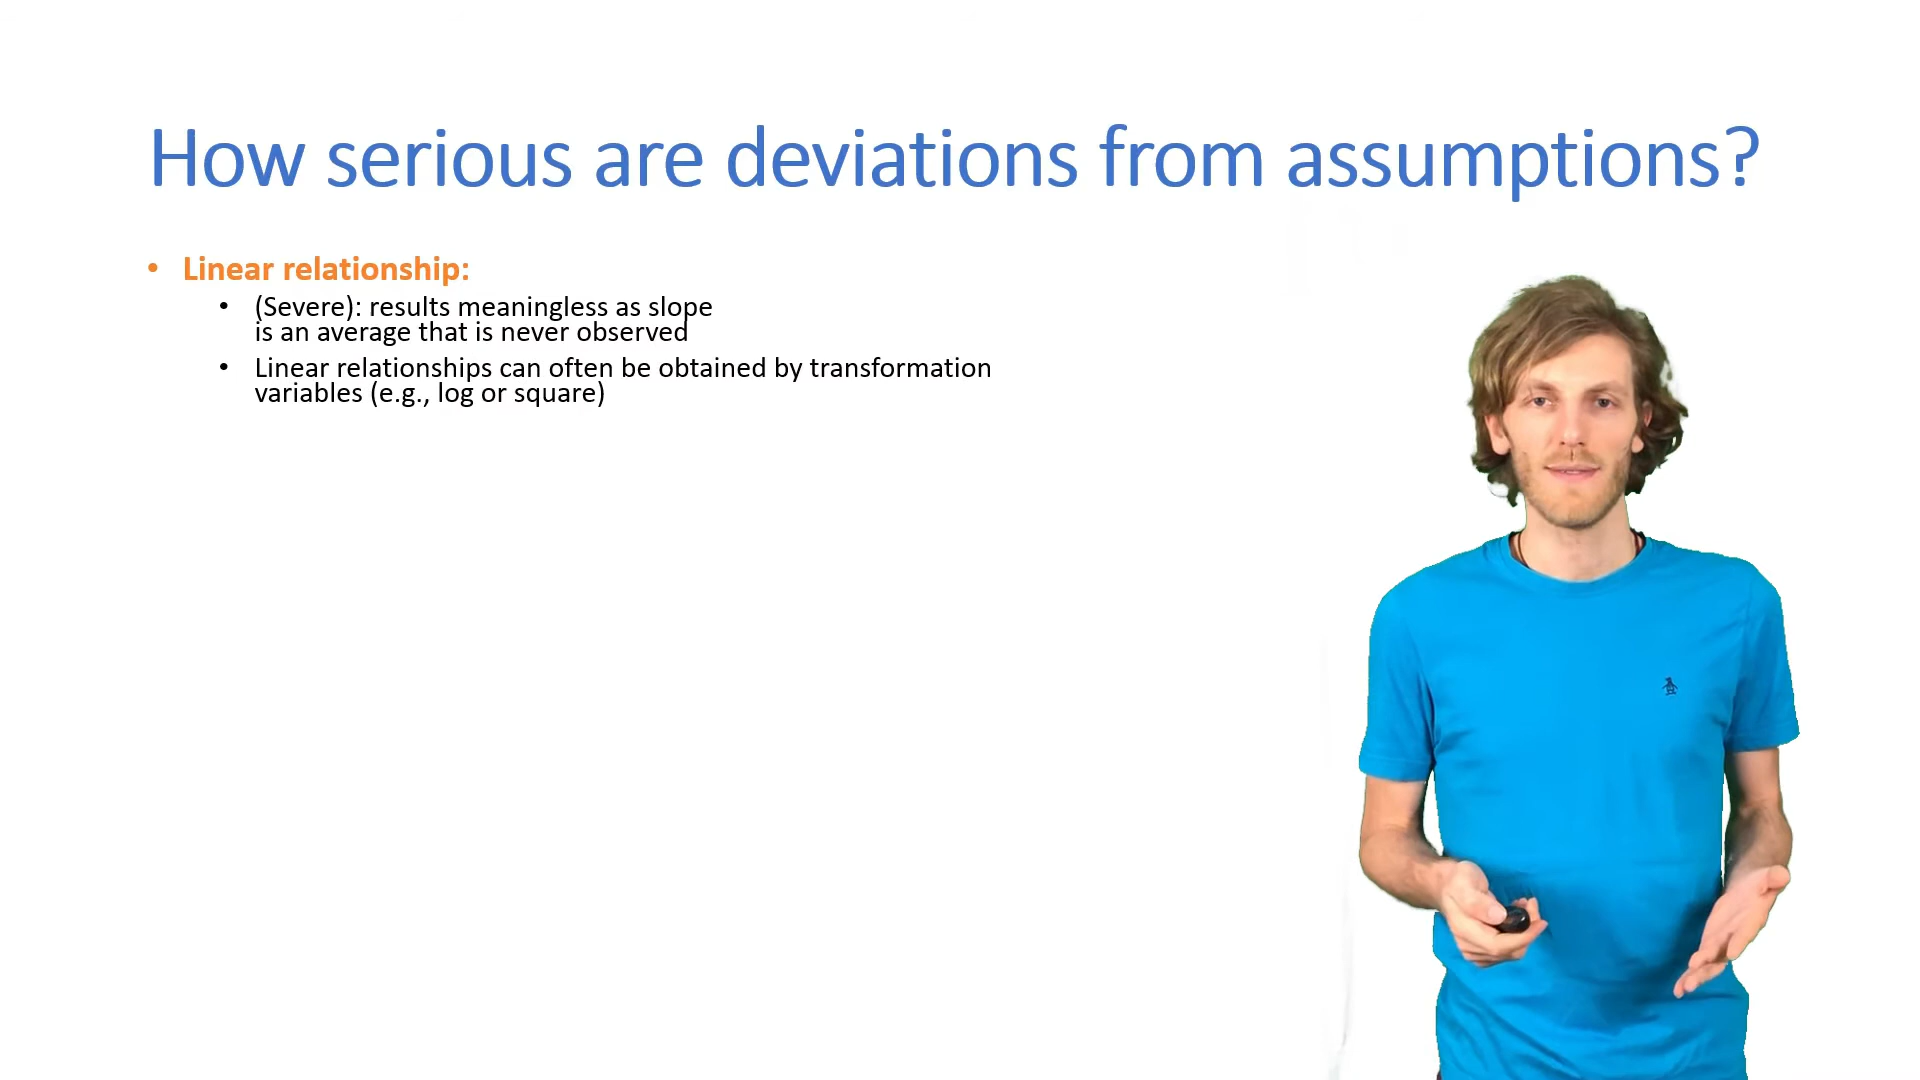 How serious are deviations from assumptions?
• Linear relationship:
• (Severe): results meaningless as slope
is an average that is never observed
• Linear relationships can often be obtained by transformation
variables (e.g., log or square)